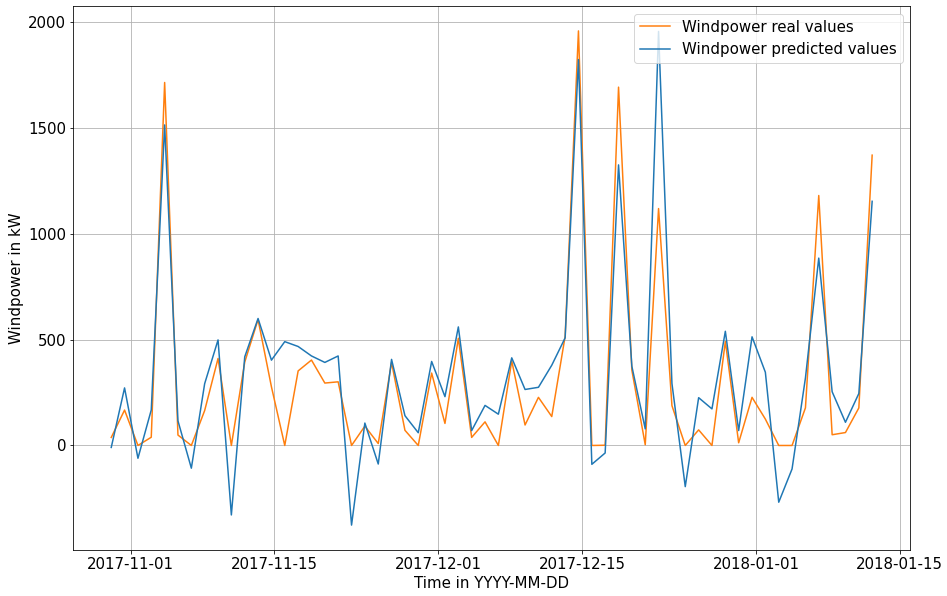 Windpower real values
Windpower predicted values
2000
1500
1000
500
0
Windpower in kW
2017-11-01
2017-11-15
2017-12-01
2017-12-15
2018-01-01
2018-01-15
Time in YYYY-MM-DD